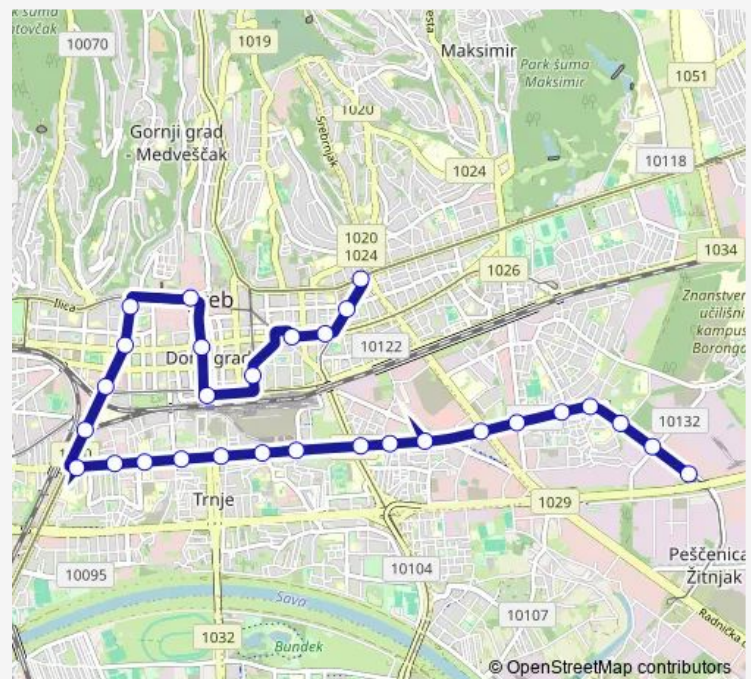 10070
1019
Maksimir
Park šuma
Maksimir
1051
Gornji grad
- Medveščak
1020
Srebrnjak
1024
10118
1020
1024
1034
1026
Ilica
eb
Do
grad
10122
Znanstven
učilišni
kampus
Borongaj
10132
Trnje
1029
Peščenica
Žitnjak
10095
10104
Sava
10107
1032
Bundek
Radnička
© OpenStreetMap contributors